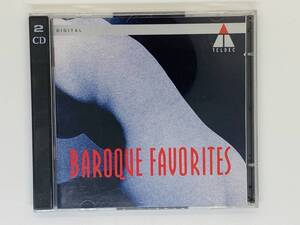 2
CD
DIGITAL
TELDEC
BAROQUE FAVORITES